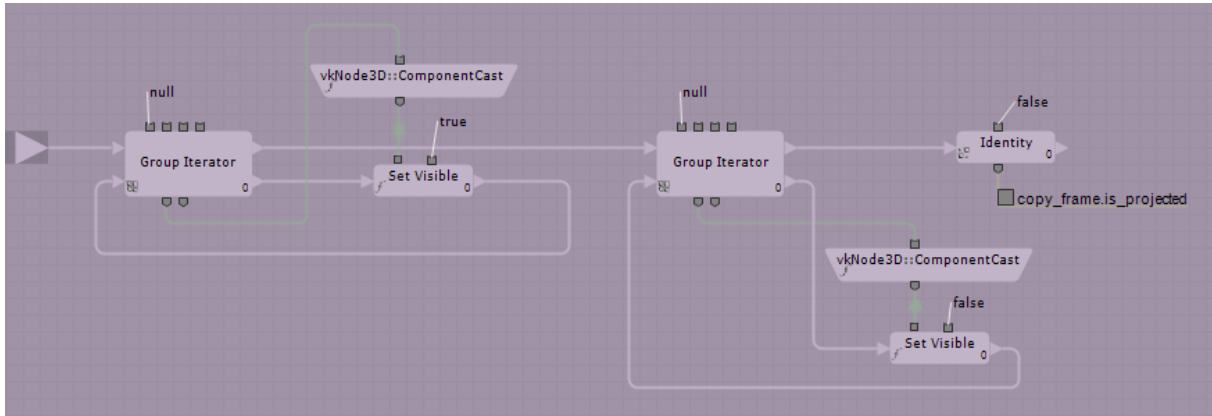 vkNode3D::ComponentCast
null
true
Group Iterator
Set Visible
0
0
null
false
Group Iterator
Identity
0
0
copy_frame.is_projected
vkNode3D::ComponentCast
false
Set Visible
0